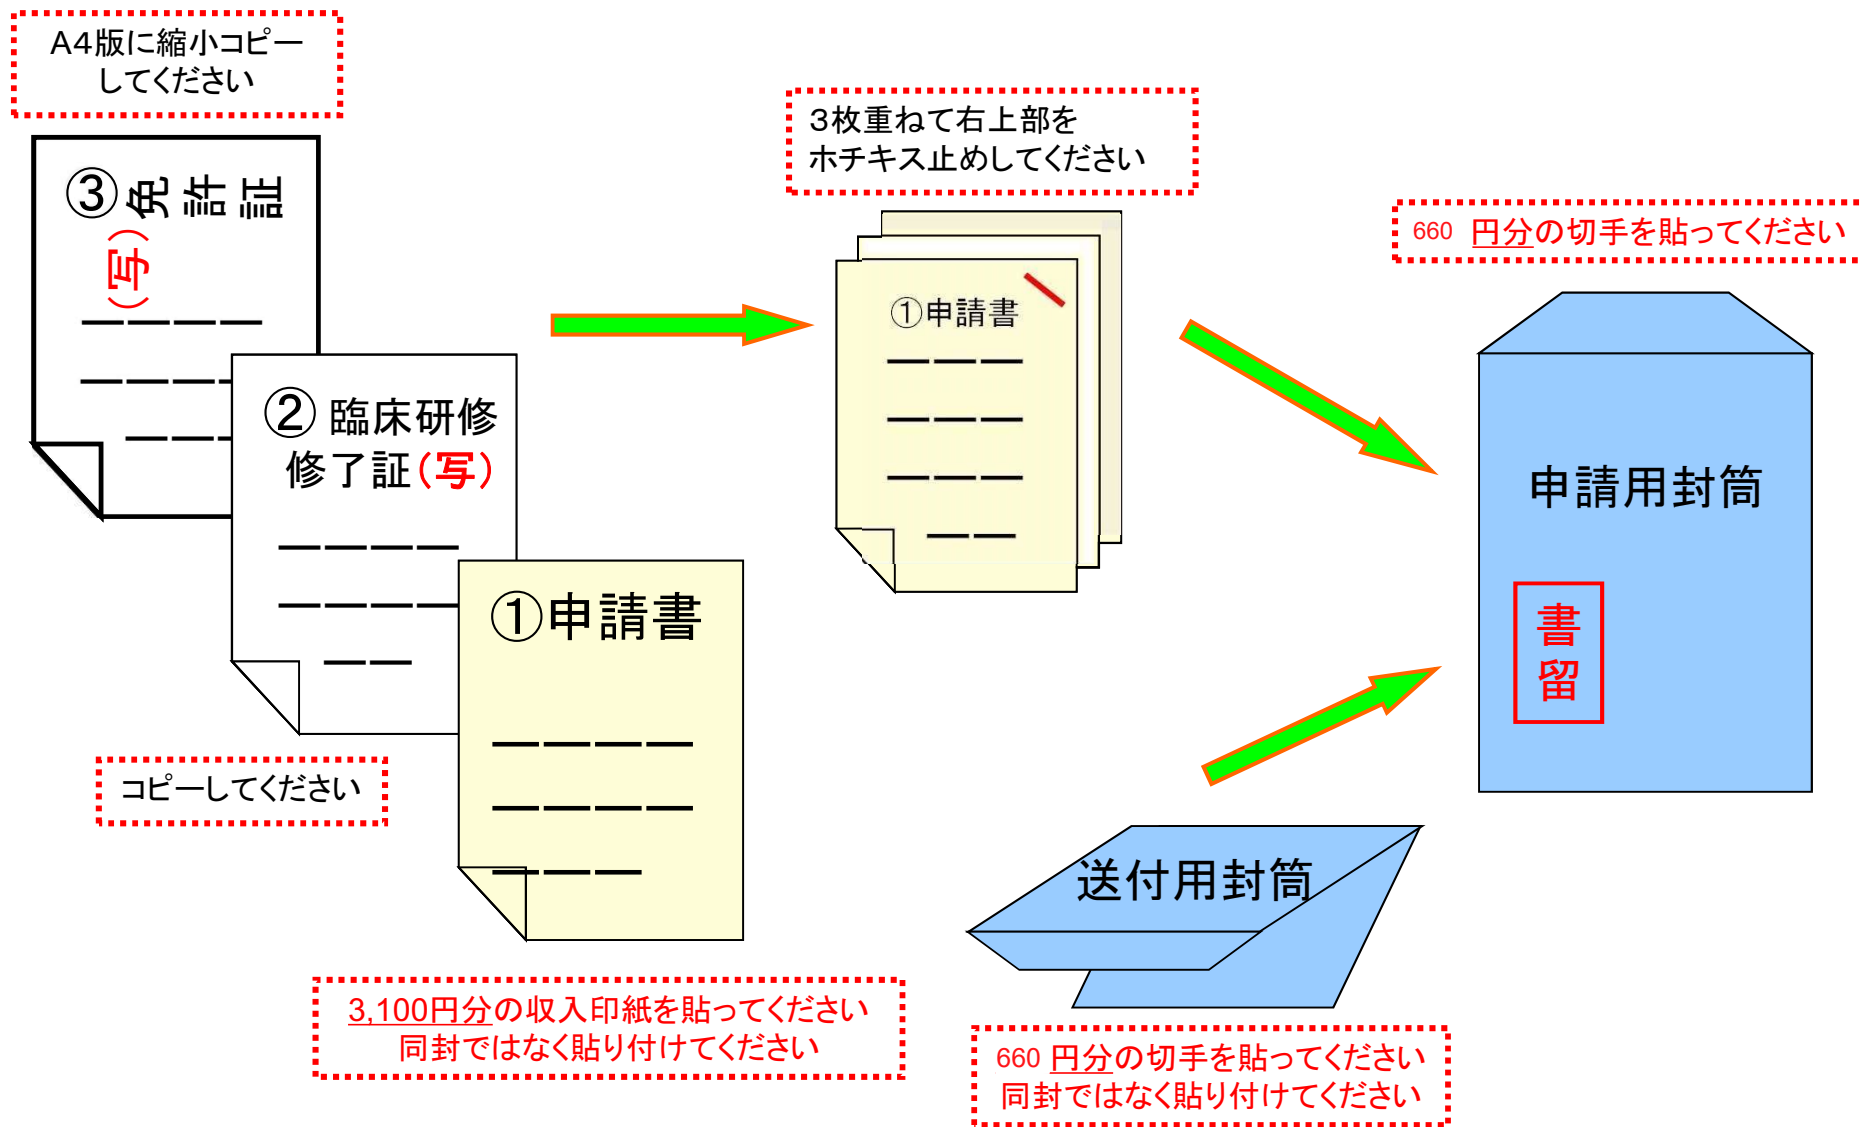 A4版に縮小コピー
してください
③免許証
(写)
②臨床研修
修了証(写)
①申請書
コピーしてください
3,100円分の収入印紙を貼ってください
同封ではなく貼り付けてください
3枚重ねて右上部を
ホチキス止めしてください
①申請書
660 円分の切手を貼ってください
申請用封筒
書留
送付用封筒
660 円分の切手を貼ってください
同封ではなく貼り付けてください